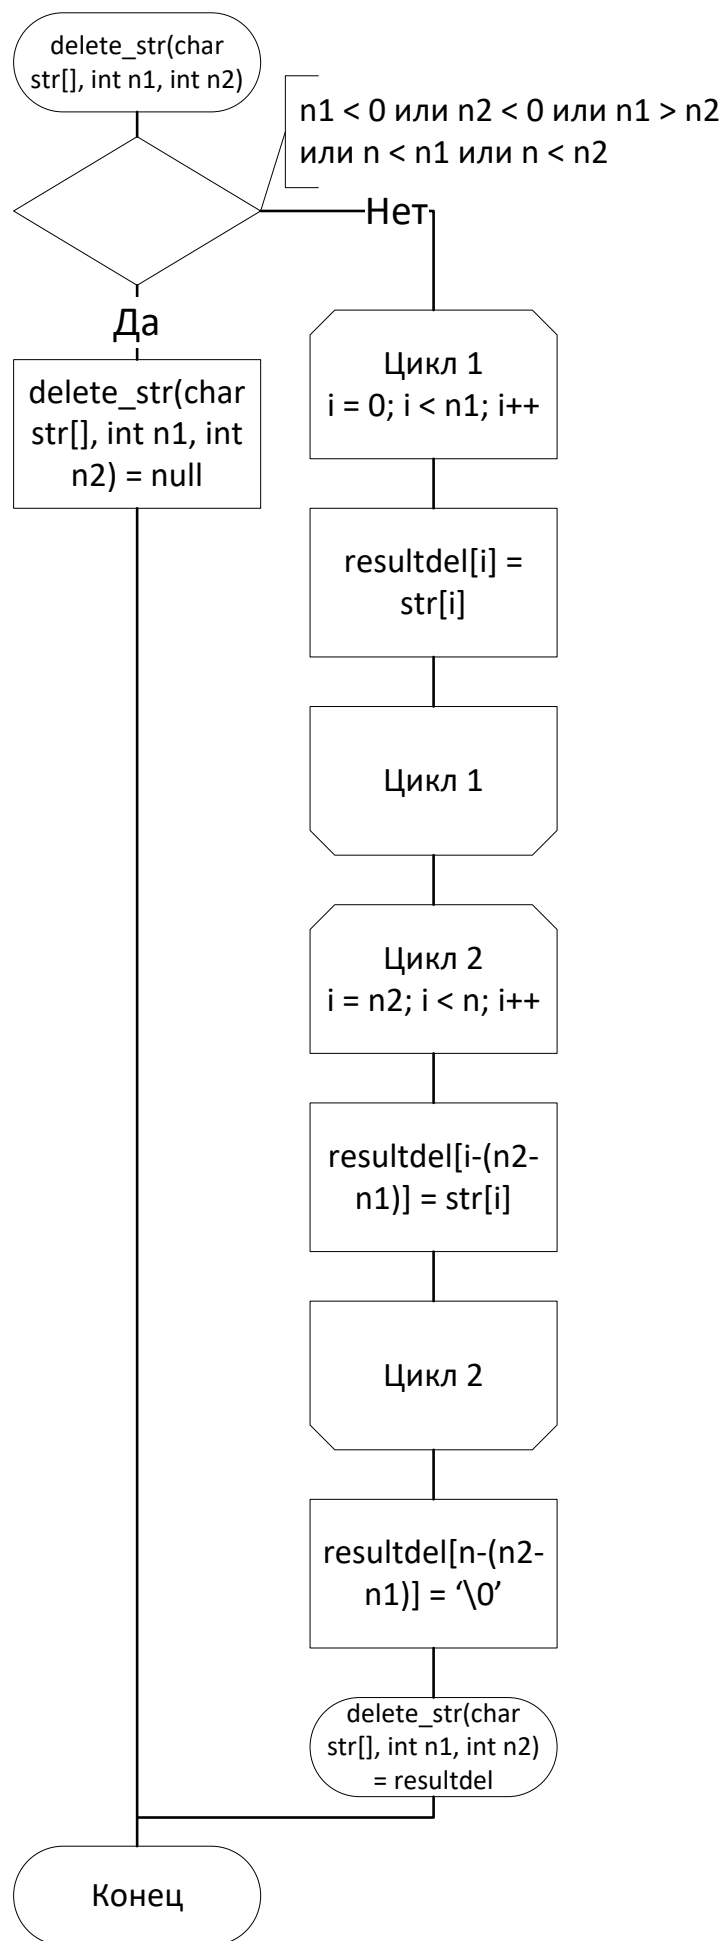 delete_str(char
str[], int n1, int n2)
n1 < 0 или n2 < 0 или n1 > n2
или n < n1 или n < n2
Нет
Да
delete_str(char
str[], int n1, int
n2) = null
Цикл 1
i = 0; i < n1; i++
resultdel[i] =
str[i]
Цикл 1
Цикл 2
i = n2; i < n; i++
resultdel[i-(n2-
n1)] = str[i]
Цикл 2
resultdel[n-(n2-
n1)] = ‘\0’
delete_str(char
str[], int n1, int n2)
= resultdel
Конец